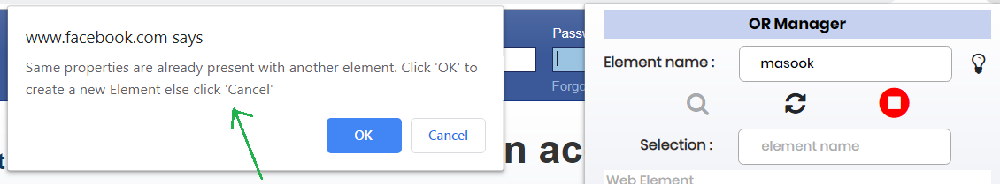 www.facebook.com says
Same properties are already present with another element. Click 'OK' to
create a new Element else click 'Cancel'
OK
Cancel
Passw
Forgo
n acc
OR Manager
Element name :
masook
Selection :
element name
Web Element